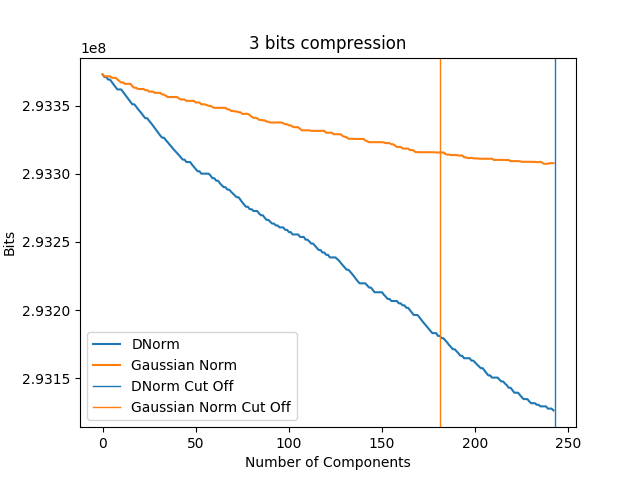 3 bits compression
1e8
2.9335
2.9330
2.9325
2.9320
2.9315
Bits
DNorm
Gaussian Norm
DNorm Cut Off
Gaussian Norm Cut Off
0 50 100 150 200 250
Number of Components